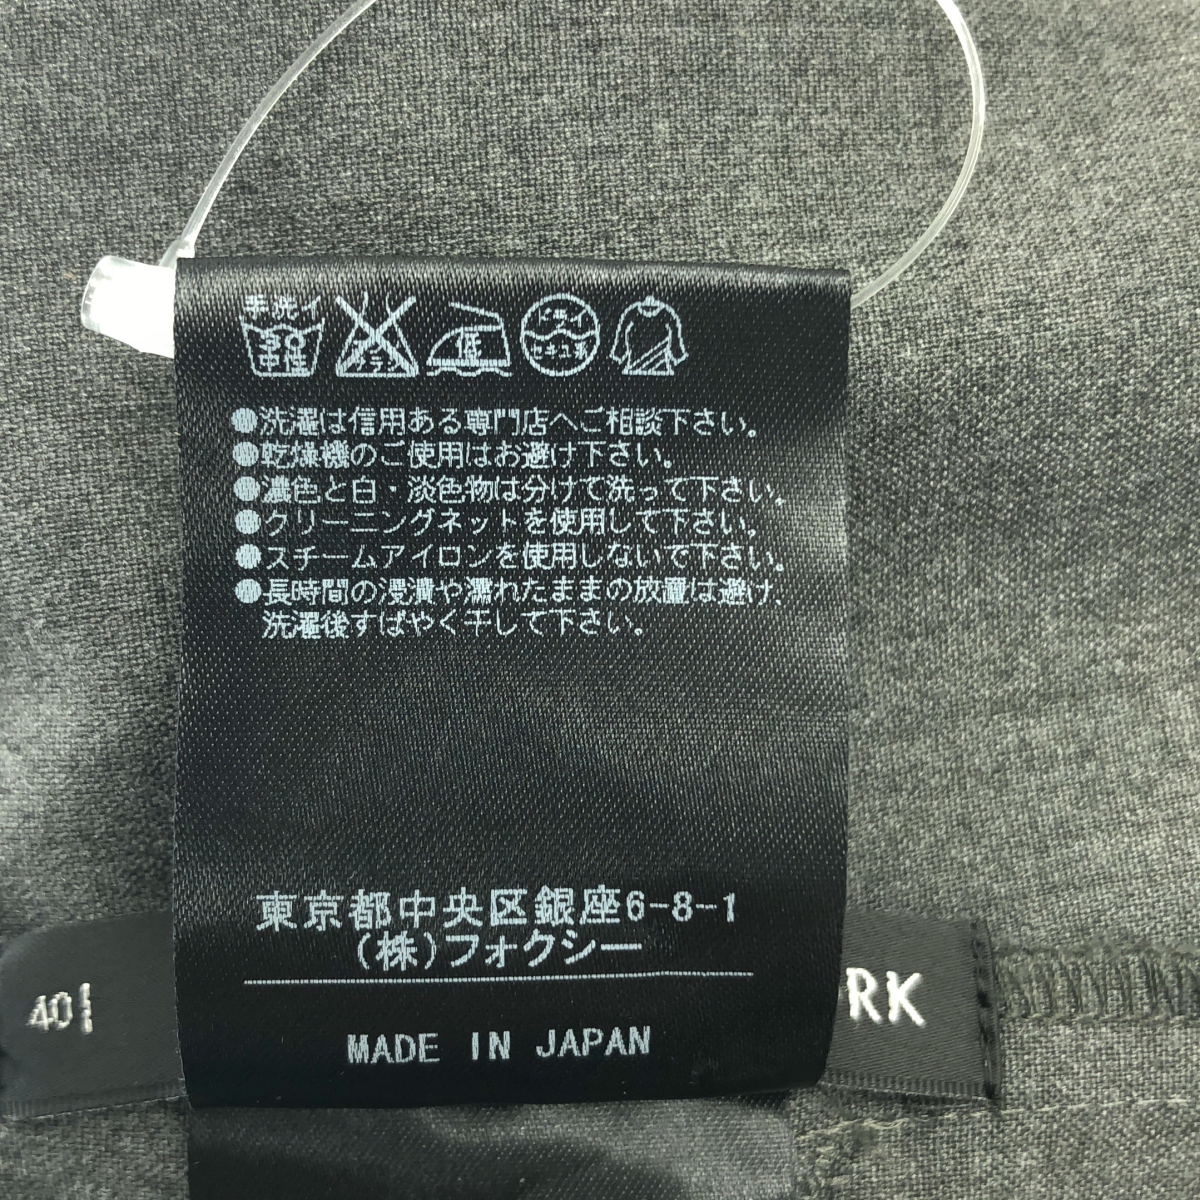 手洗イ
30
中性
エンソ
サラシ
低
ドライ
セキユ系
●洗濯は信用ある専門店へご相談下さい。
●乾燥機のご使用はお避け下さい。
●濃色と白・淡色物は分けて洗って下さい。
●クリーニングネットを使用して下さい。
●スチームアイロンを使用しないで下さい。
●長時間の浸漬や濡れたままの放置は避け、
洗濯後すばやく干して下さい。
東京都中央区銀座6-8-1
(株)フォクシー
40
RK
MADE IN JAPAN